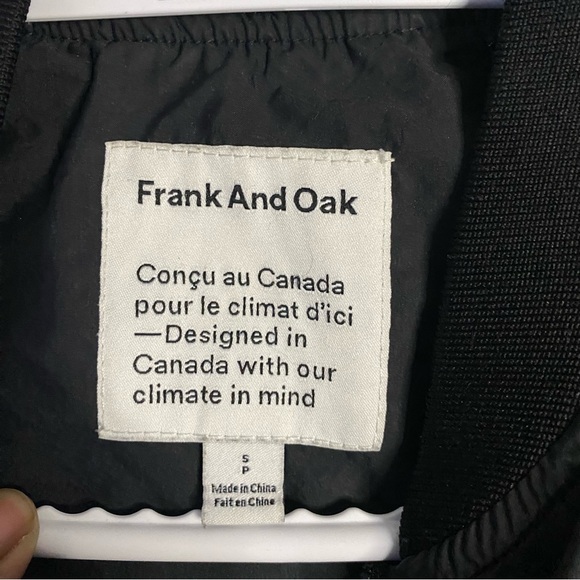 Frank And Oak
Conçu au Canada
pour le climat d'ici
—Designed in
Canada with our
climate in mind
S
P
Made in China
Fait en Chine